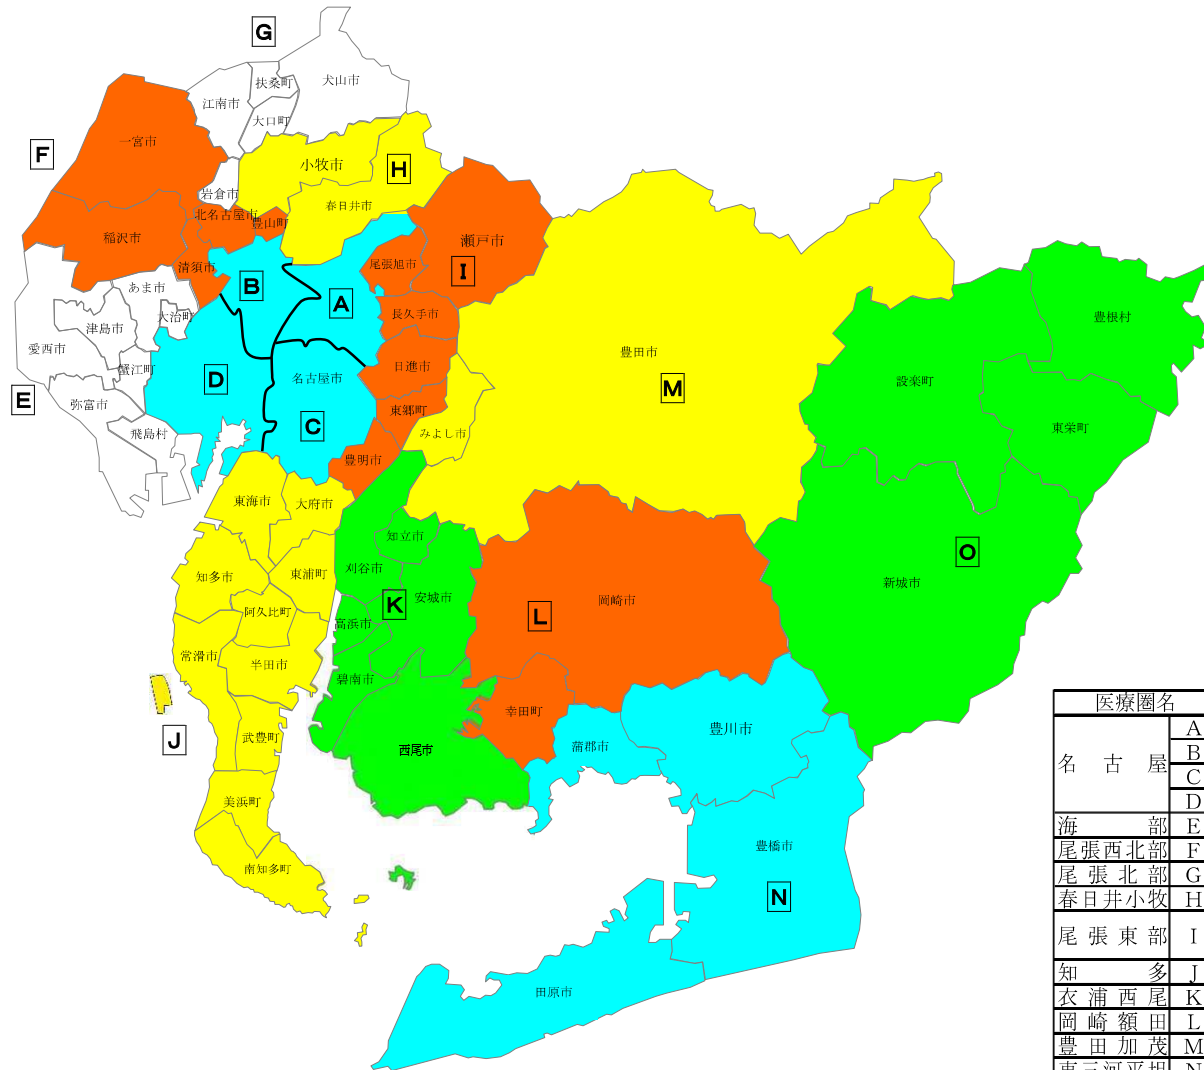 G
犬山市
扶桑町
江南市
大口町
一宮市
F
小牧市
H
岩倉市
春日井市
北名古屋市
豊山町
稲沢市
瀬戸市
尾張旭市
I
清須市
あま市
B
A
大治町
長久手市
豊根村
津島市
愛西市
豊田市
蟹江町
日進市
D
名古屋市
設楽町
M
E
弥富市
東郷町
C
東栄町
飛島村
みよし市
豊明市
東海市
大府市
知立市
O
刈谷市
知多市
東浦町
新城市
安城市
岡崎市
K
阿久比町
L
高浜市
常滑市
半田市
碧南市
医療圏名
幸田町
豊川市
A
武豊町
J
西尾市
蒲郡市
B
名古屋
C
美浜町
D
海部 E
豊橋市
尾張西北部 F
南知多町
尾張北部 G
N
春日井小牧 H
尾張東部 I
知多 J
田原市
衣浦西尾 K
岡崎額田 L
豊田加茂 M